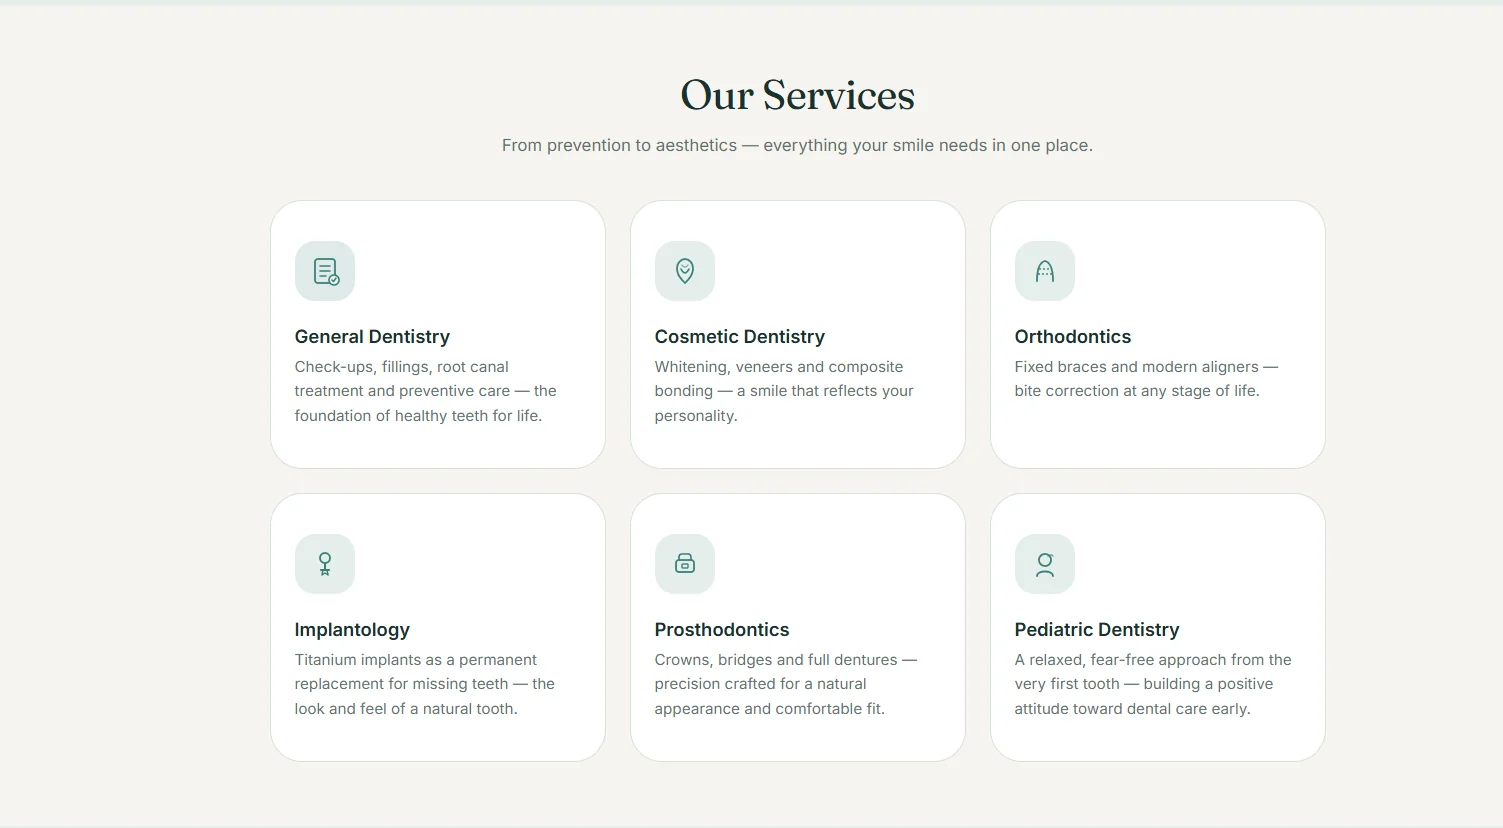 Our Services
From prevention to aesthetics — everything your smile needs in one place.
General Dentistry
Check-ups, fillings, root canal
treatment and preventive care — the
foundation of healthy teeth for life.
Cosmetic Dentistry
Whitening, veneers and composite
bonding — a smile that reflects your
personality.
Orthodontics
Fixed braces and modern aligners —
bite correction at any stage of life.
Implantology
Titanium implants as a permanent
replacement for missing teeth — the
look and feel of a natural tooth.
Prosthodontics
Crowns, bridges and full dentures —
precision crafted for a natural
appearance and comfortable fit.
Pediatric Dentistry
A relaxed, fear-free approach from the
very first tooth — building a positive
attitude toward dental care early.